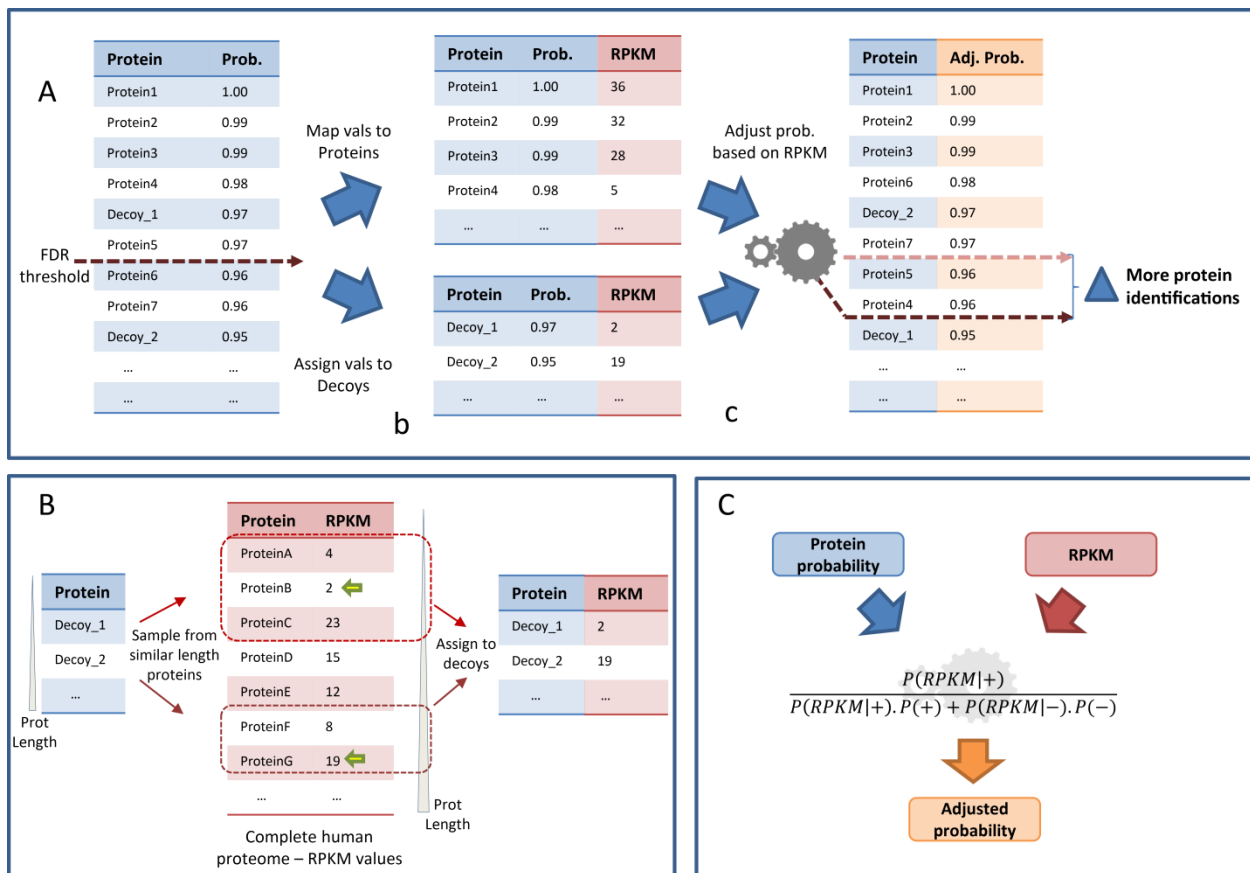 A
Protein Prob.
Protein1 1.00
Protein2 0.99
Protein3 0.99
Protein4 0.98
Decoy_1 0.97
Protein5 0.97
Protein6 0.96
Protein7 0.96
Decoy_2 0.95
... ...
... ...
FDR
threshold
Map vals to
Proteins
Assign vals to
Decoys
b
Protein Prob. RPKM
Protein1 1.00 36
Protein2 0.99 32
Protein3 0.99 28
Protein4 0.98 5
... ... ...
Protein Prob. RPKM
Decoy_1 0.97 2
Decoy_2 0.95 19
... ... ...
Adjust prob.
based on RPKM
c
Protein Adj. Prob.
Protein1 1.00
Protein2 0.99
Protein3 0.99
Protein6 0.98
Decoy_2 0.97
Protein7 0.97
Protein5 0.96
Protein4 0.96
Decoy_1 0.95
... ...
... ...
More protein
identifications
B
Protein
Decoy_1
Decoy_2
...
Prot
Length
Sample from
similar length
proteins
Protein RPKM
ProteinA 4
ProteinB 2
ProteinC 23
ProteinD 15
ProteinE 12
ProteinF 8
ProteinG 19
... ...
Complete human
proteome – RPKM values
Prot
Length
Assign to
decoys
Protein RPKM
Decoy_1 2
Decoy_2 19
... ...
C
Protein
probability
RPKM
P(RPKM|+)
P(RPKM|+).P(+) + P(RPKM|−).P(−)
Adjusted
probability